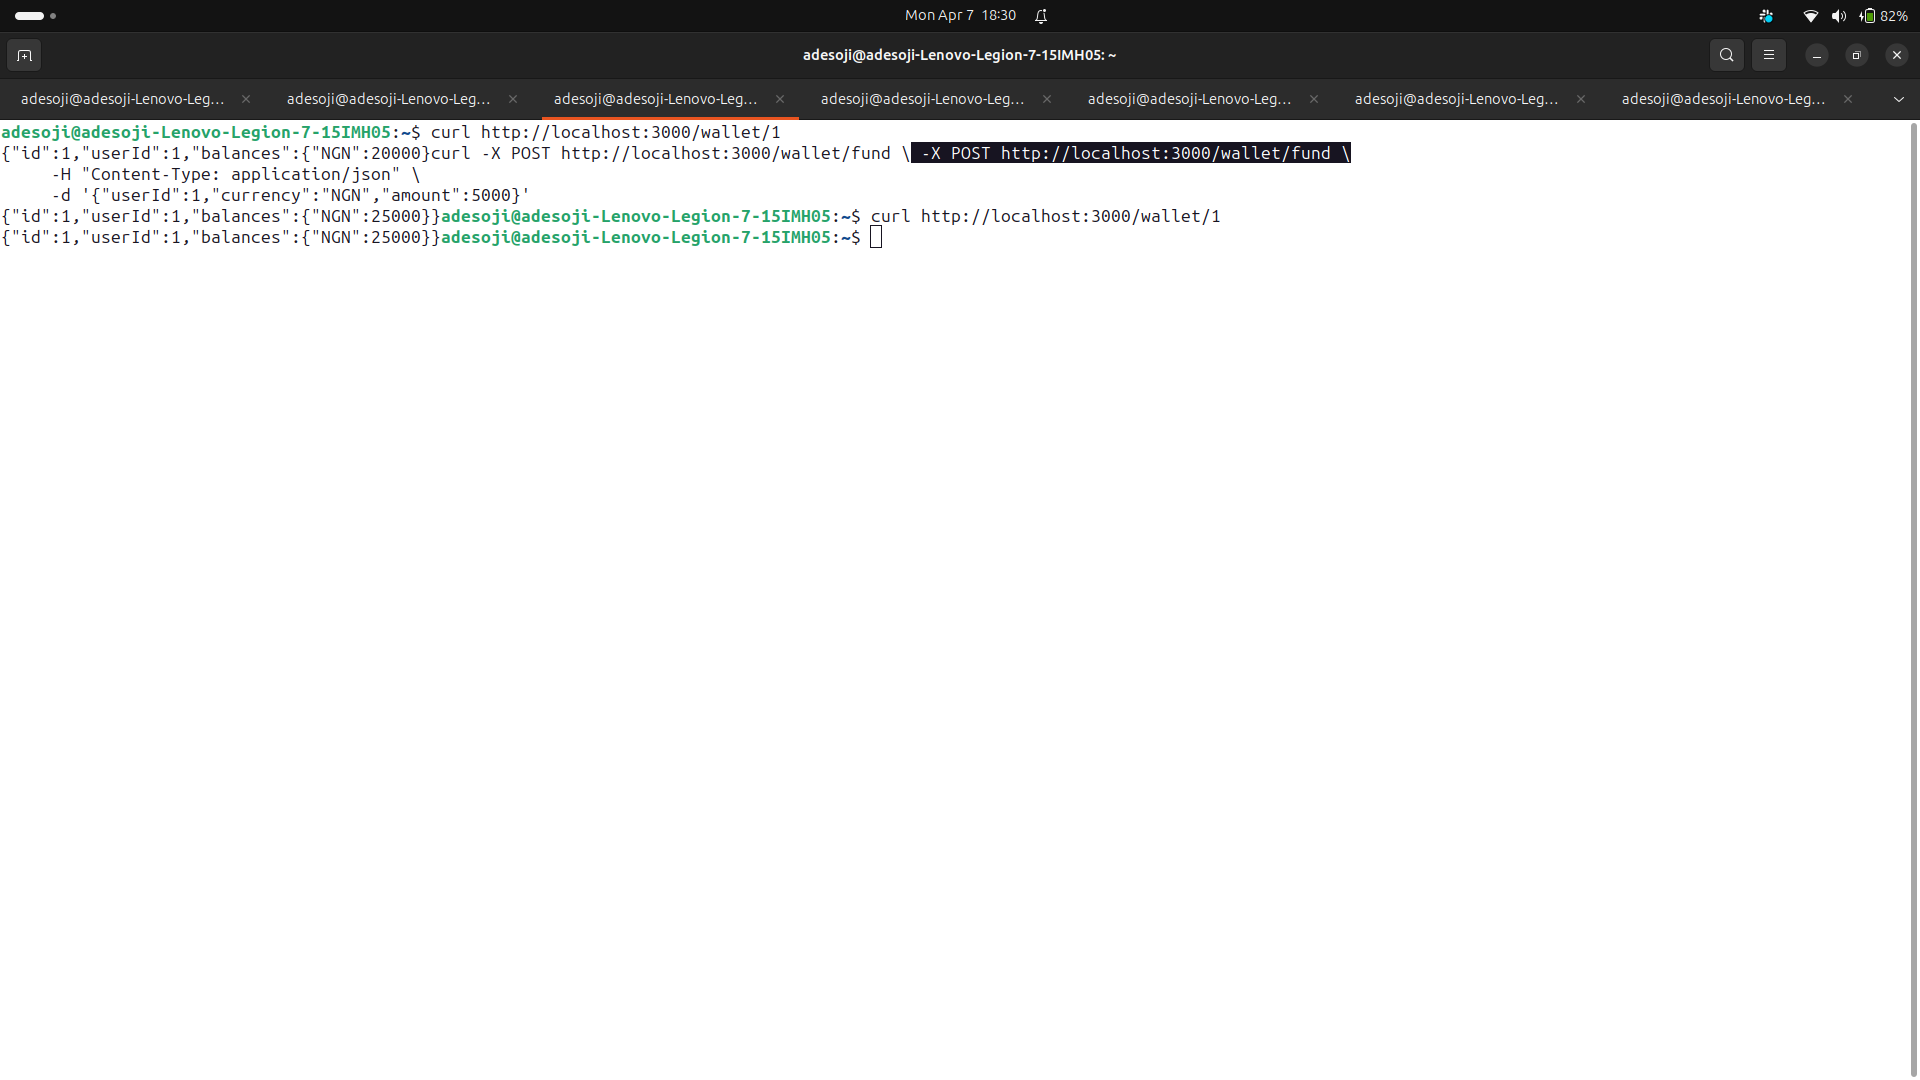 Mon Apr 7 18:30
82%
adesoji@adesoji-Lenovo-Legion-7-15IMH05: ~
adesoji@adesoji-Lenovo-Leg… adesoji@adesoji-Lenovo-Leg… adesoji@adesoji-Lenovo-Leg… adesoji@adesoji-Lenovo-Leg… adesoji@adesoji-Lenovo-Leg… adesoji@adesoji-Lenovo-Leg… adesoji@adesoji-Lenovo-Leg…
adesoji@adesoji-Lenovo-Legion-7-15IMH05:~$ curl http://localhost:3000/wallet/1
{"id":1,"userId":1,"balances":{"NGN":20000}curl -X POST http://localhost:3000/wallet/fund \ -X POST http://localhost:3000/wallet/fund \
-H "Content-Type: application/json" \
-d '{"userId":1,"currency":"NGN","amount":5000}'
{"id":1,"userId":1,"balances":{"NGN":25000}}adesoji@adesoji-Lenovo-Legion-7-15IMH05:~$ curl http://localhost:3000/wallet/1
{"id":1,"userId":1,"balances":{"NGN":25000}}adesoji@adesoji-Lenovo-Legion-7-15IMH05:~$